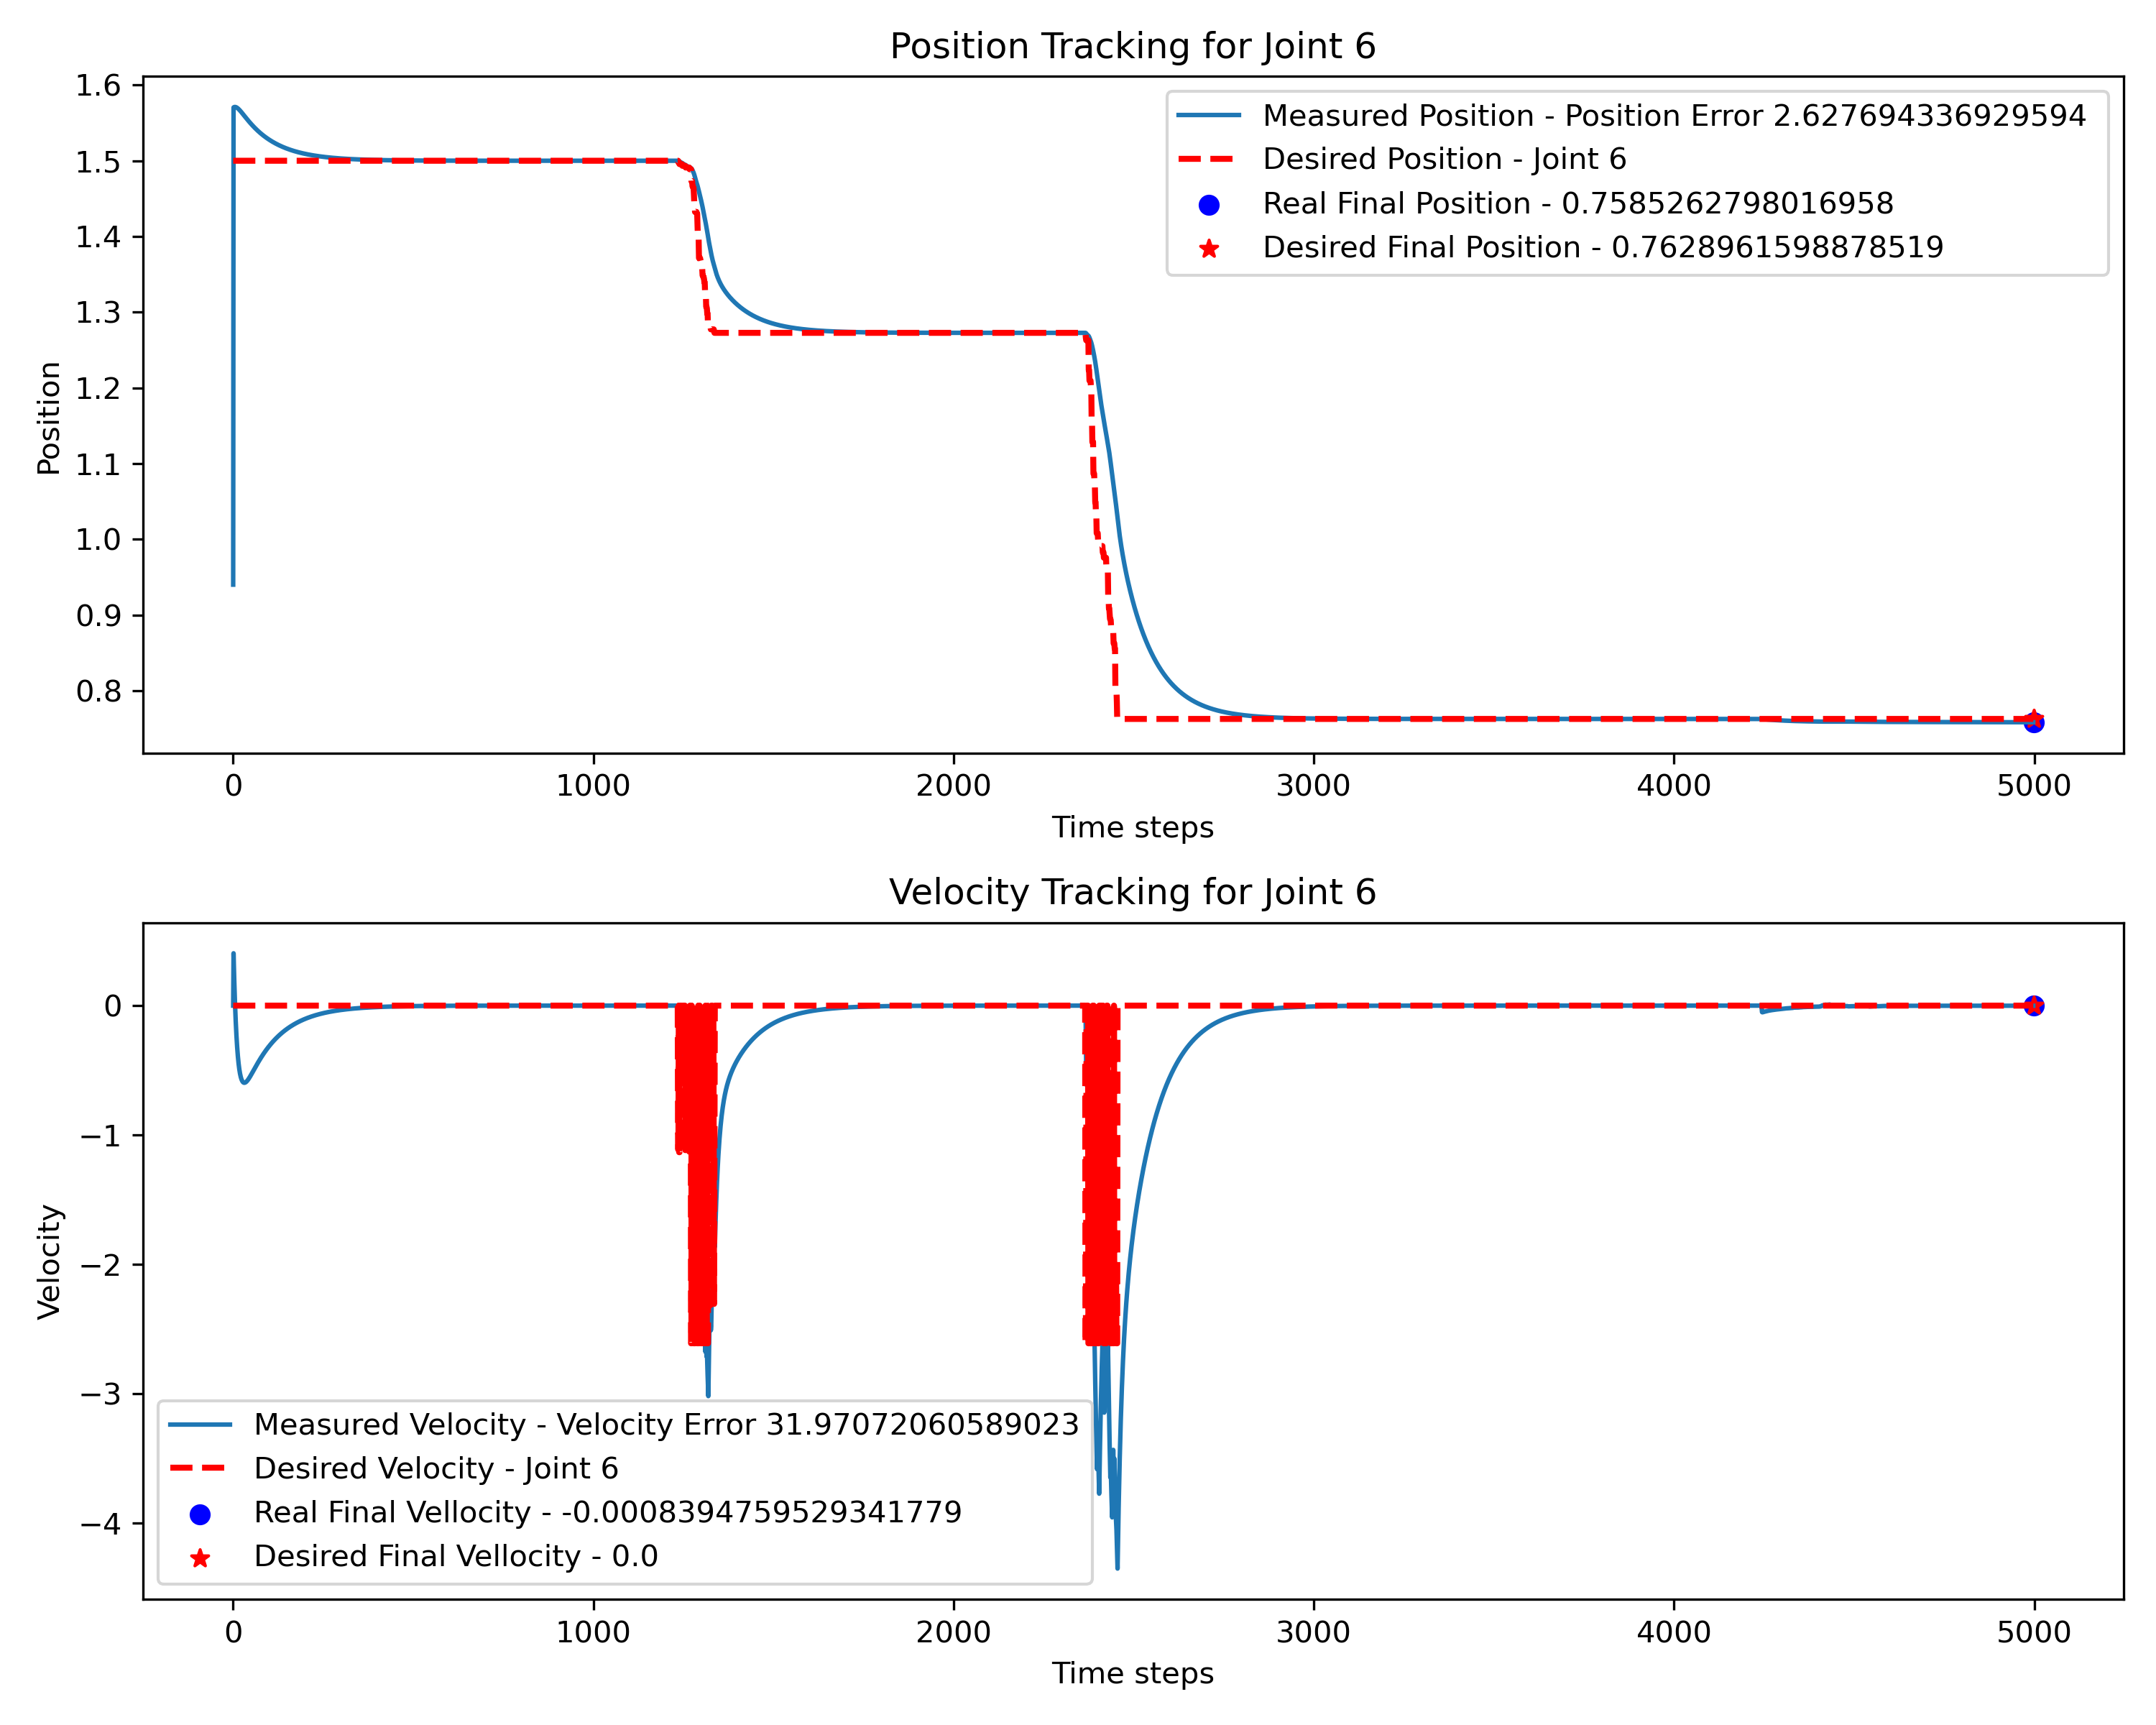 Position Tracking for Joint 6
1.6
1.5
1.4
1.3
1.2
1.1
1.0
0.9
0.8
Position
Measured Position - Position Error 2.627694336929594
Desired Position - Joint 6
Real Final Position - 0.7585262798016958
Desired Final Position - 0.7628961598878519
0 1000 2000 3000 4000 5000
Time steps
Velocity Tracking for Joint 6
0
−1
−2
−3
−4
Velocity
Measured Velocity - Velocity Error 31.97072060589023
Desired Velocity - Joint 6
Real Final Vellocity - -0.0008394759529341779
Desired Final Vellocity - 0.0
0 1000 2000 3000 4000 5000
Time steps